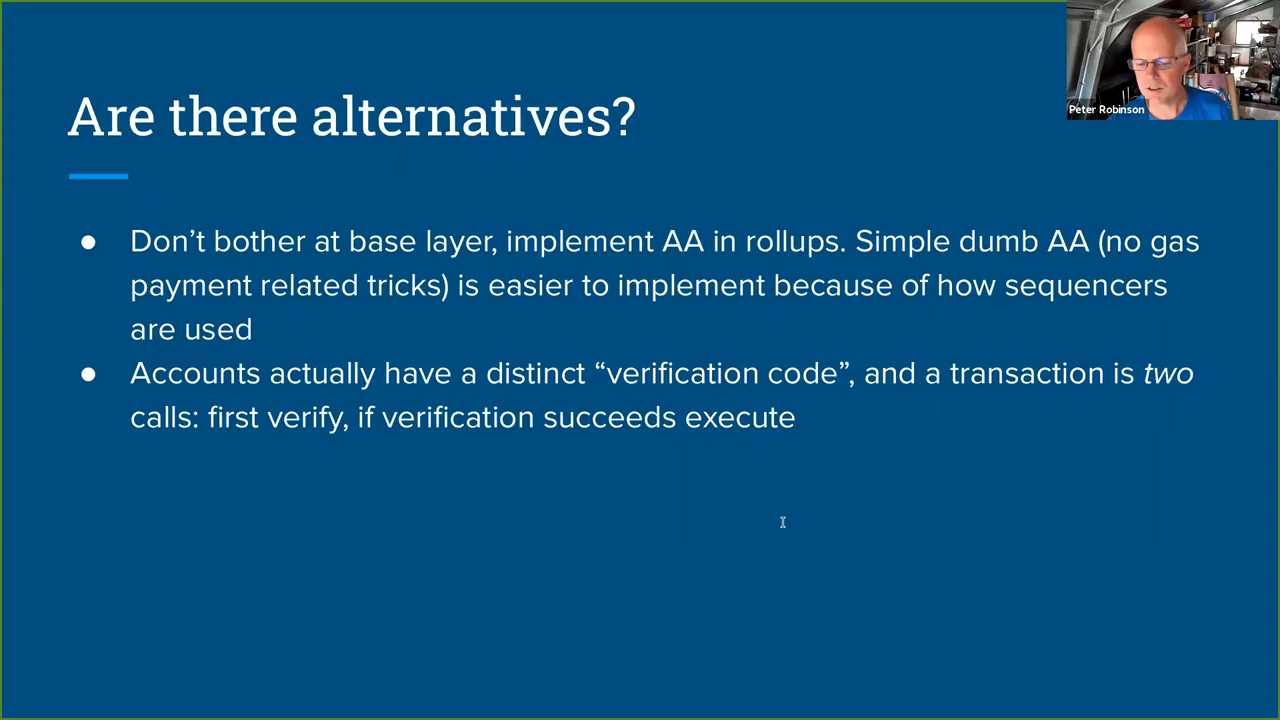 Are there alternatives?
Peter Robinson
● Don’t bother at base layer, implement AA in rollups. Simple dumb AA (no gas
payment related tricks) is easier to implement because of how sequencers
are used
● Accounts actually have a distinct “verification code”, and a transaction is two
calls: first verify, if verification succeeds execute